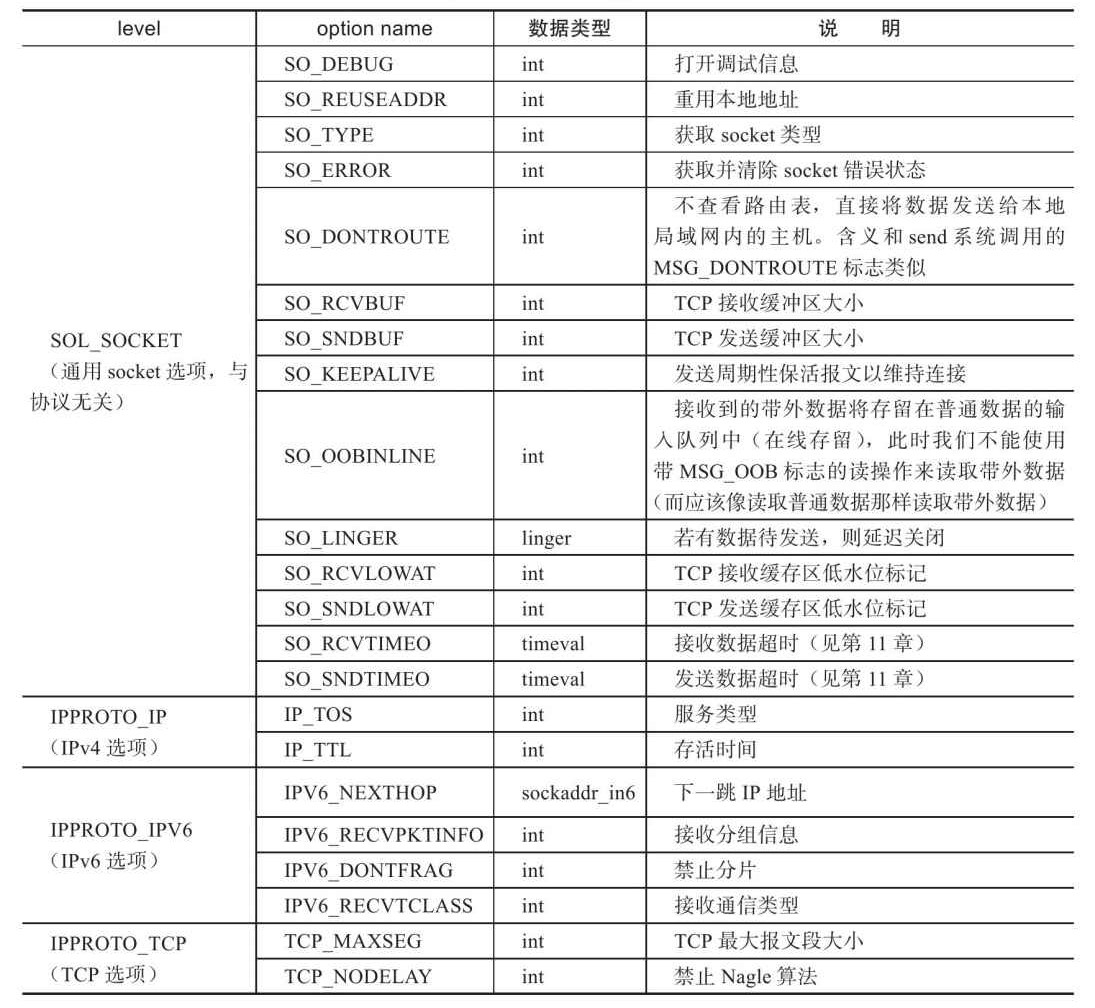 level option name 数据类型 说 明
SOL_SOCKET
（通用 socket 选项，与
协议无关）
SO_DEBUG int 打开调试信息
SO_REUSEADDR int 重用本地地址
SO_TYPE int 获取 socket 类型
SO_ERROR int 获取并清除 socket 错误状态
SO_DONTROUTE int 不查看路由表，直接将数据发送给本地
局域网内的主机。含义和 send 系统调用的
MSG_DONTROUTE 标志类似
SO_RCVBUF int TCP 接收缓冲区大小
SO_SNDBUF int TCP 发送缓冲区大小
SO_KEEPALIVE int 发送周期性保活报文以维持连接
SO_OOBINLINE int 接收到的带外数据将存留在普通数据的输
入队列中（在线存留），此时我们不能使用
带 MSG_OOB 标志的读操作来读取带外数据
（而应该像读取普通数据那样读取带外数据）
SO_LINGER linger 若有数据待发送，则延迟关闭
SO_RCVLOWAT int TCP 接收缓存区低水位标记
SO_SNDLOWAT int TCP 发送缓存区低水位标记
SO_RCVTIMEO timeval 接收数据超时（见第 11 章）
SO_SNDTIMEO timeval 发送数据超时（见第 11 章）
IPPROTO_IP
（IPv4 选项）
IP_TOS int 服务类型
IP_TTL int 存活时间
IPPROTO_IPV6
（IPv6 选项）
IPV6_NEXTHOP sockaddr_in6 下一跳 IP 地址
IPV6_RECVPKTINFO int 接收分组信息
IPV6_DONTFRAG int 禁止分片
IPV6_RECVTCLASS int 接收通信类型
IPPROTO_TCP
（TCP 选项）
TCP_MAXSEG int TCP 最大报文段大小
TCP_NODELAY int 禁止 Nagle 算法